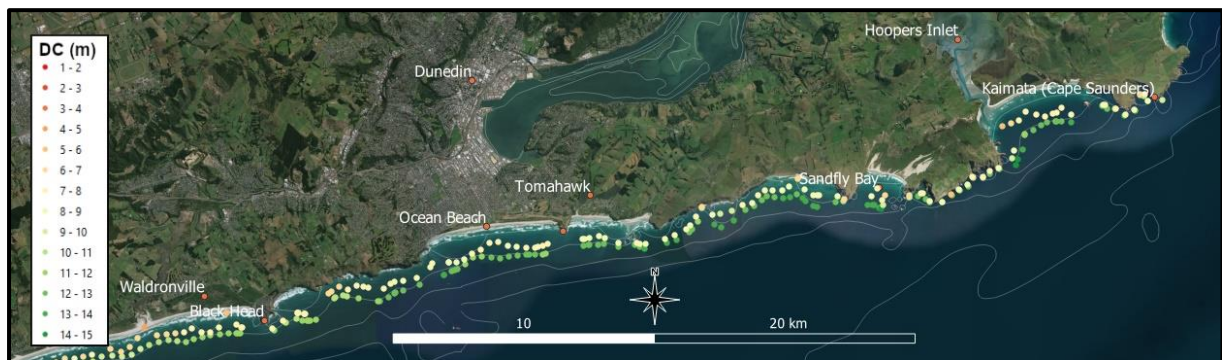 DC (m)
1 - 2
2 - 3
3 - 4
4 - 5
5 - 6
6 - 7
7 - 8
8 - 9
9 - 10
10 - 11
11 - 12
12 - 13
13 - 14
14 - 15
Hoopers Inlet
Dunedin
Kaimata (Cape Saunders)
Tomahawk
Sandfly Bay
Ocean Beach
Waldronville
Black Head
N
10
20 km